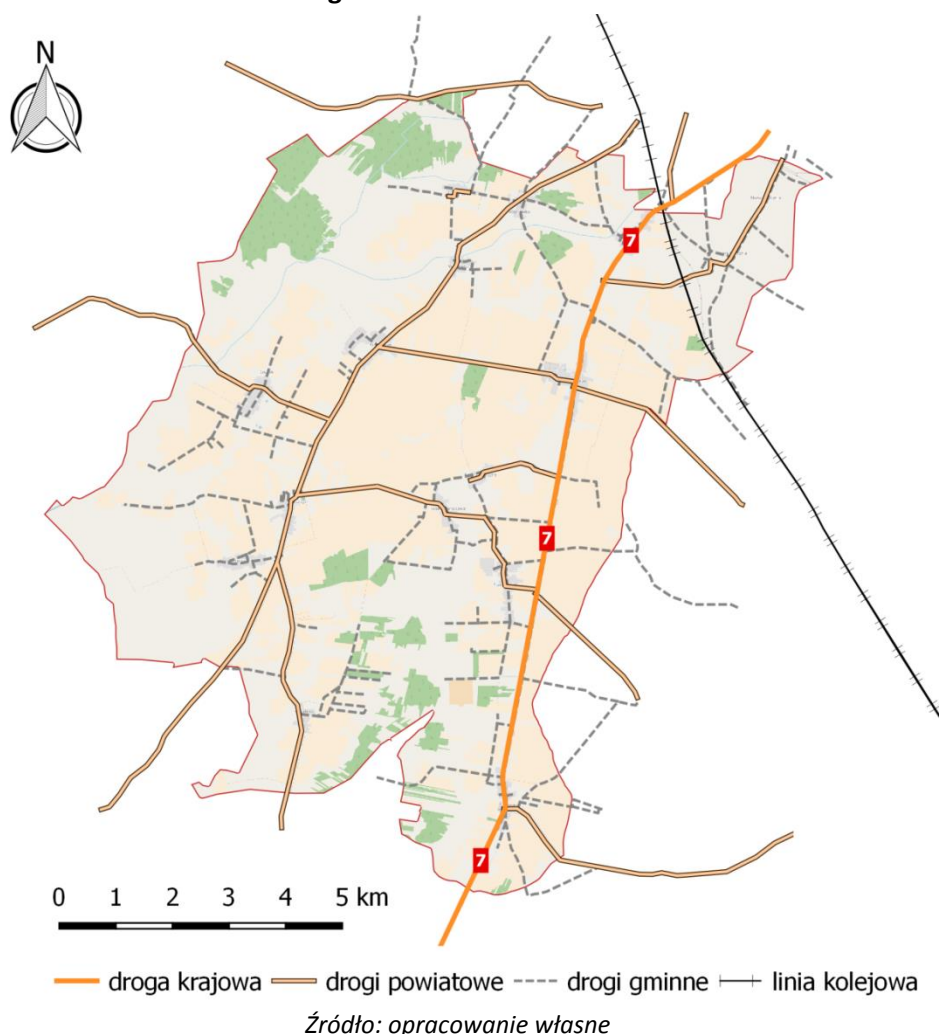 N
7
7
7
0 1 2 3 4 5 km
droga krajowa drogi powiatowe drogi gminne linia kolejowa
Źródło: opracowanie własne